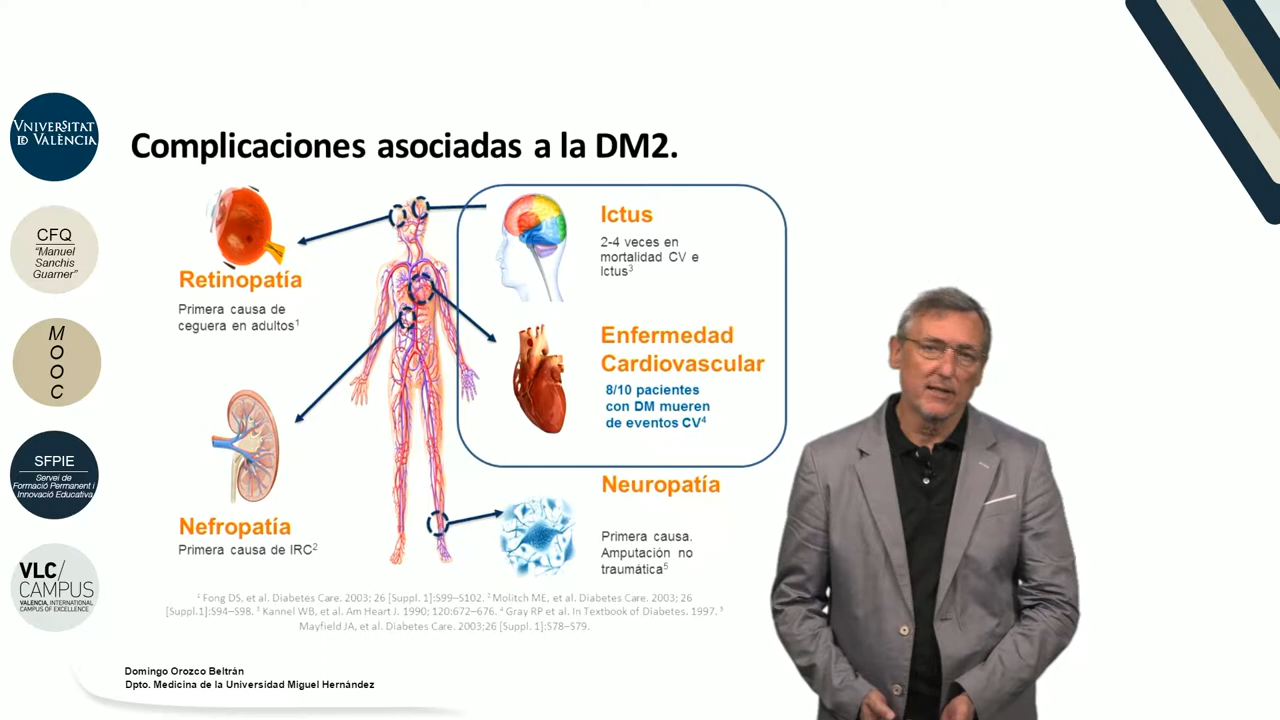 Complicaciones asociadas a la DM2.
VNIVERSITAT
ID VALÈNCIA
CFQ
"Manuel
Sanchis
Guarner"
M
O
O
C
SFPIE
Servei de
Formació Permanent i
Innovació Educativa
VLC/
CAMPUS
VALENCIA, INTERNATIONAL
CAMPUS OF EXCELLENCE
Retinopatía
Primera causa de
ceguera en adultos¹
Nefropatía
Primera causa de IRC²
Ictus
2-4 veces en
mortalidad CV e
Ictus³
Enfermedad
Cardiovascular
8/10 pacientes
con DM mueren
de eventos CV⁴
Neuropatía
Primera causa.
Amputación no
traumática⁵
¹ Fong DS, et al. Diabetes Care. 2003; 26 [Suppl. 1]:S99–S102. ² Molitch ME, et al. Diabetes Care. 2003; 26
[Suppl.1]:S94–S98. ³ Kannel WB, et al. Am Heart J. 1990; 120:672–676. ⁴ Gray RP et al. In Textbook of Diabetes. 1997. ⁵
Mayfield JA, et al. Diabetes Care. 2003;26 [Suppl. 1]:S78–S79.
Domingo Orozco Beltrán
Dpto. Medicina de la Universidad Miguel Hernández